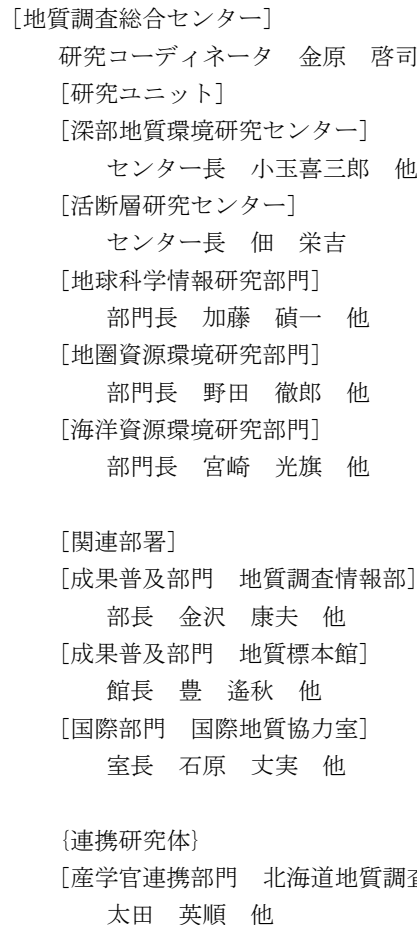 [地質調査総合センター]
研究コーディネータ　金原　啓司
[研究ユニット]
[深部地質環境研究センター]
センター長　小玉喜三郎　他
[活断層研究センター]
センター長　佃　栄吉
[地球科学情報研究部門]
部門長　加藤　碵一　他
[地圏資源環境研究部門]
部門長　野田　徹郎　他
[海洋資源環境研究部門]
部門長　宮崎　光旗　他
[関連部署]
[成果普及部門　地質調査情報部]
部長　金沢　康夫　他
[成果普及部門　地質標本館]
館長　豊　遙秋　他
[国際部門　国際地質協力室]
室長　石原　丈実　他
{連携研究体}
[産学官連携部門　北海道地質調査
太田　英順　他